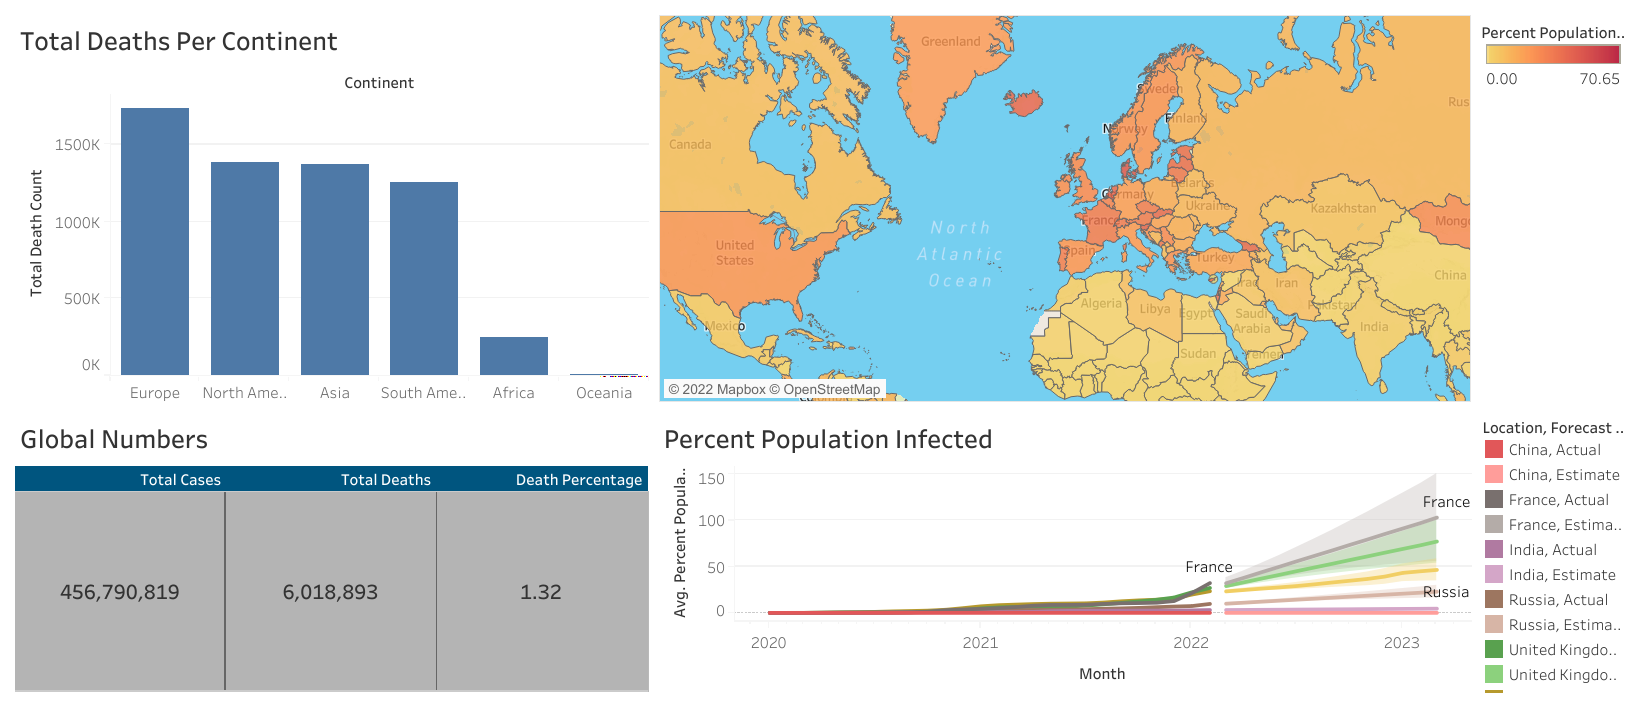 Total Deaths Per Continent
Continent
Total Death Count
1500K
1000K
500K
0K
Europe
North Ame..
Asia
South Ame..
Africa
Oceania
Greenland
Canada
United
States
Mexico
North
Atlantic
Ocean
Sweden
Norway
Finland
Rus
Belarus
Germany
Ukraine
France
Spain
Turkey
Kazakhstan
Mong
China
Iraq
Iran
Algeria
Libya
Egypt
Saudi
Arabia
Pakistan
India
Sudan
Yemen
© 2022 Mapbox © OpenStreetMap
Percent Population..
0.00 70.65
Global Numbers
Total Cases Total Deaths Death Percentage
456,790,819 6,018,893 1.32
Percent Population Infected
Avg. Percent Popula..
150
100
50
0
France
France
Russia
2020 2021 2022 2023
Month
Location, Forecast ..
China, Actual
China, Estimate
France, Actual
France, Estima..
India, Actual
India, Estimate
Russia, Actual
Russia, Estima..
United Kingdo..
United Kingdo..